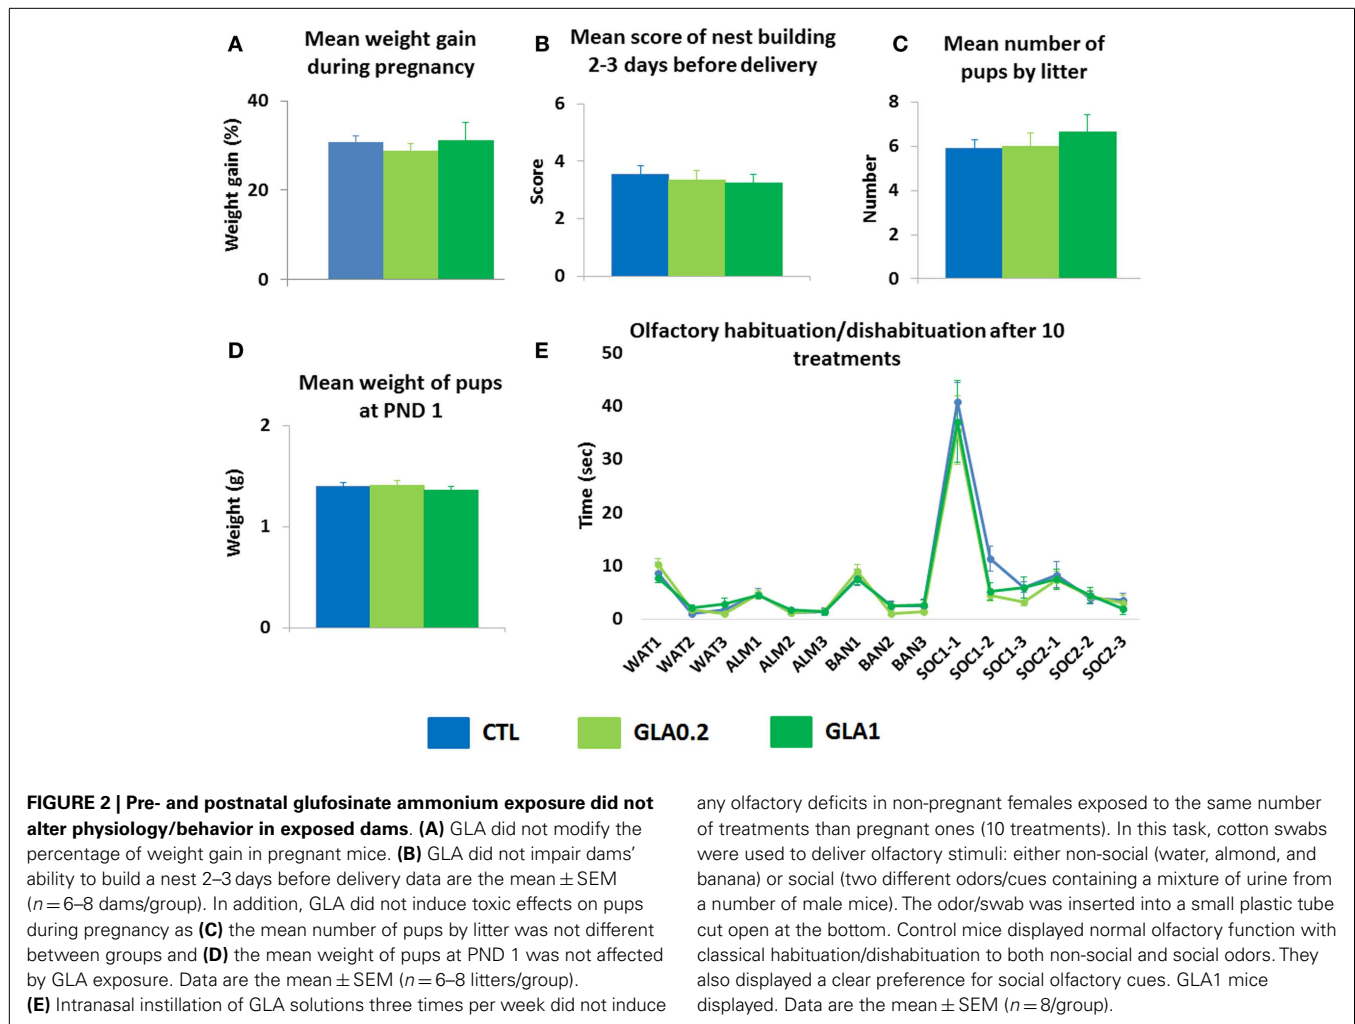 A
Mean weight gain
during pregnancy
Weight gain (%)
40
20
0
B
Mean score of nest building
2-3 days before delivery
Score
6
4
2
0
C
Mean number of
pups by litter
Number
8
6
4
2
0
D
Mean weight of pups
at PND 1
Weight (g)
2
1
0
E
Olfactory habituation/dishabituation after 10
treatments
Time (sec)
50
40
30
20
10
0
WAT1
WAT2
WAT3
ALM1
ALM2
ALM3
BAN1
BAN2
BAN3
SOC1-1
SOC1-2
SOC1-3
SOC2-1
SOC2-2
SOC2-3
CTL
GLA0.2
GLA1
FIGURE 2 | Pre- and postnatal glufosinate ammonium exposure did not
alter physiology/behavior in exposed dams. (A) GLA did not modify the
percentage of weight gain in pregnant mice. (B) GLA did not impair dams'
ability to build a nest 2–3 days before delivery data are the mean ± SEM
(n = 6–8 dams/group). In addition, GLA did not induce toxic effects on pups
during pregnancy as (C) the mean number of pups by litter was not different
between groups and (D) the mean weight of pups at PND 1 was not affected
by GLA exposure. Data are the mean ± SEM (n = 6–8 litters/group).
(E) Intranasal instillation of GLA solutions three times per week did not induce
any olfactory deficits in non-pregnant females exposed to the same number
of treatments than pregnant ones (10 treatments). In this task, cotton swabs
were used to deliver olfactory stimuli: either non-social (water, almond, and
banana) or social (two different odors/cues containing a mixture of urine from
a number of male mice). The odor/swab was inserted into a small plastic tube
cut open at the bottom. Control mice displayed normal olfactory function with
classical habituation/dishabituation to both non-social and social odors. They
also displayed a clear preference for social olfactory cues. GLA1 mice
displayed. Data are the mean ± SEM (n = 8/group).